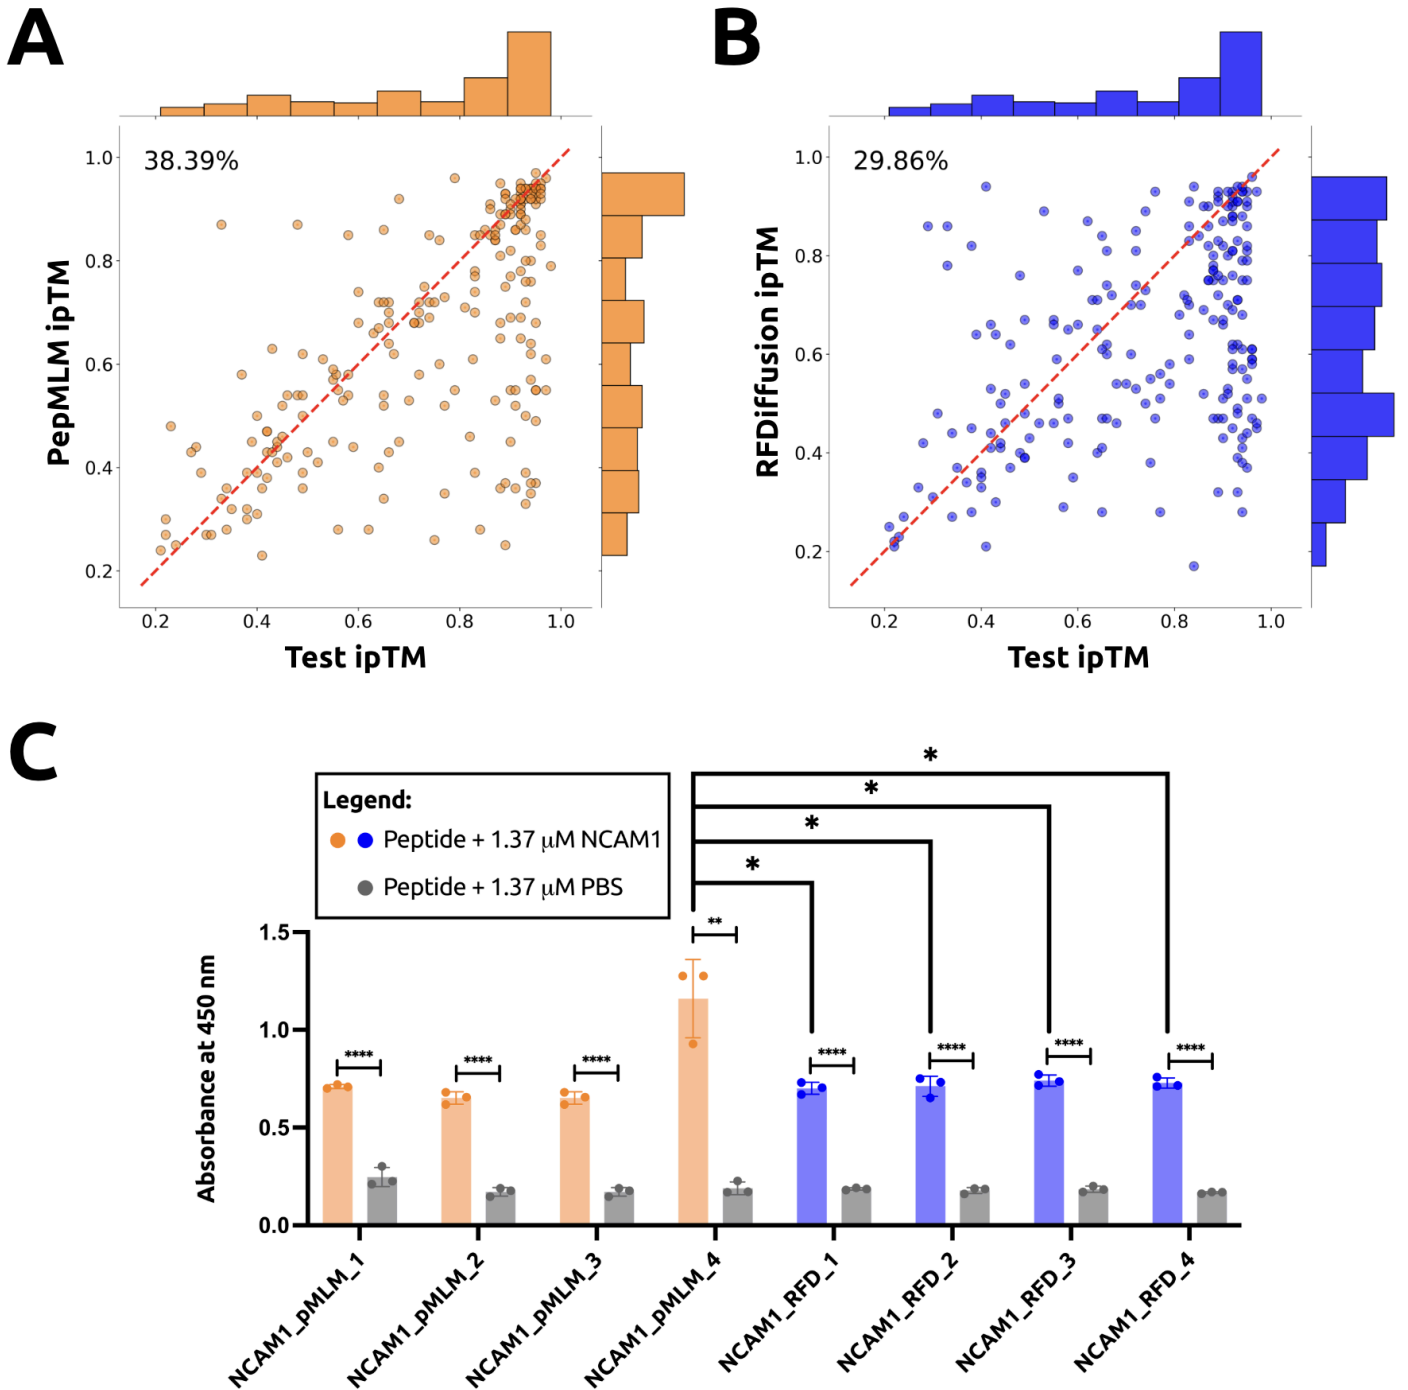 A
B
38.39%
29.86%
PepMLM ipTM
1.0
0.8
0.6
0.4
0.2
0.2 0.4 0.6 0.8 1.0
Test ipTM
RFDiffusion ipTM
1.0
0.8
0.6
0.4
0.2
0.2 0.4 0.6 0.8 1.0
Test ipTM
C
Legend:
Peptide + 1.37 μM NCAM1
Peptide + 1.37 μM PBS
*
*
*
*
**
**** **** **** **** **** **** ****
Absorbance at 450 nm
1.5
1.0
0.5
0.0
NCAM1_pMLM_1
NCAM1_pMLM_2
NCAM1_pMLM_3
NCAM1_pMLM_4
NCAM1_RFD_1
NCAM1_RFD_2
NCAM1_RFD_3
NCAM1_RFD_4